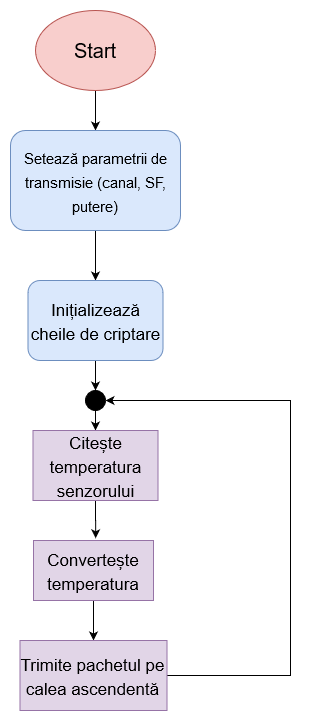 Start
Setează parametrii de
transmisie (canal, SF,
putere)
Inițializează
cheile de criptare
Citește
temperatura
senzorului
Convertește
temperatura
Trimite pachetul pe
calea ascendentă